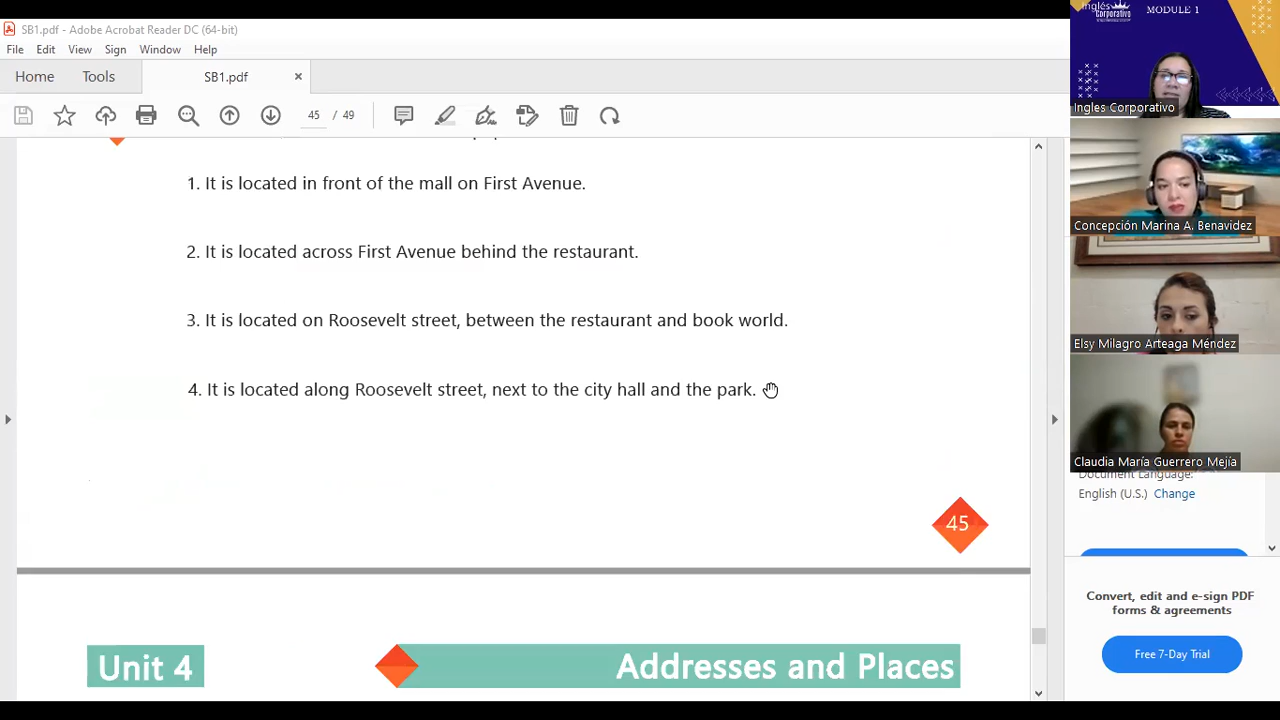 SB1.pdf - Adobe Acrobat Reader DC (64-bit)
File Edit View Sign Window Help
Home Tools SB1.pdf ×
45 / 49
1. It is located in front of the mall on First Avenue.
2. It is located across First Avenue behind the restaurant.
3. It is located on Roosevelt street, between the restaurant and book world.
4. It is located along Roosevelt street, next to the city hall and the park.
45
Unit 4
Addresses and Places
Inglés
corporativo
MODULE 1
Ingles Corporativo
Concepción Marina A. Benavidez
Elsy Milagro Arteaga Méndez
Claudia María Guerrero Mejía
Document Language:
English (U.S.) Change
Convert, edit and e-sign PDF
forms & agreements
Free 7-Day Trial